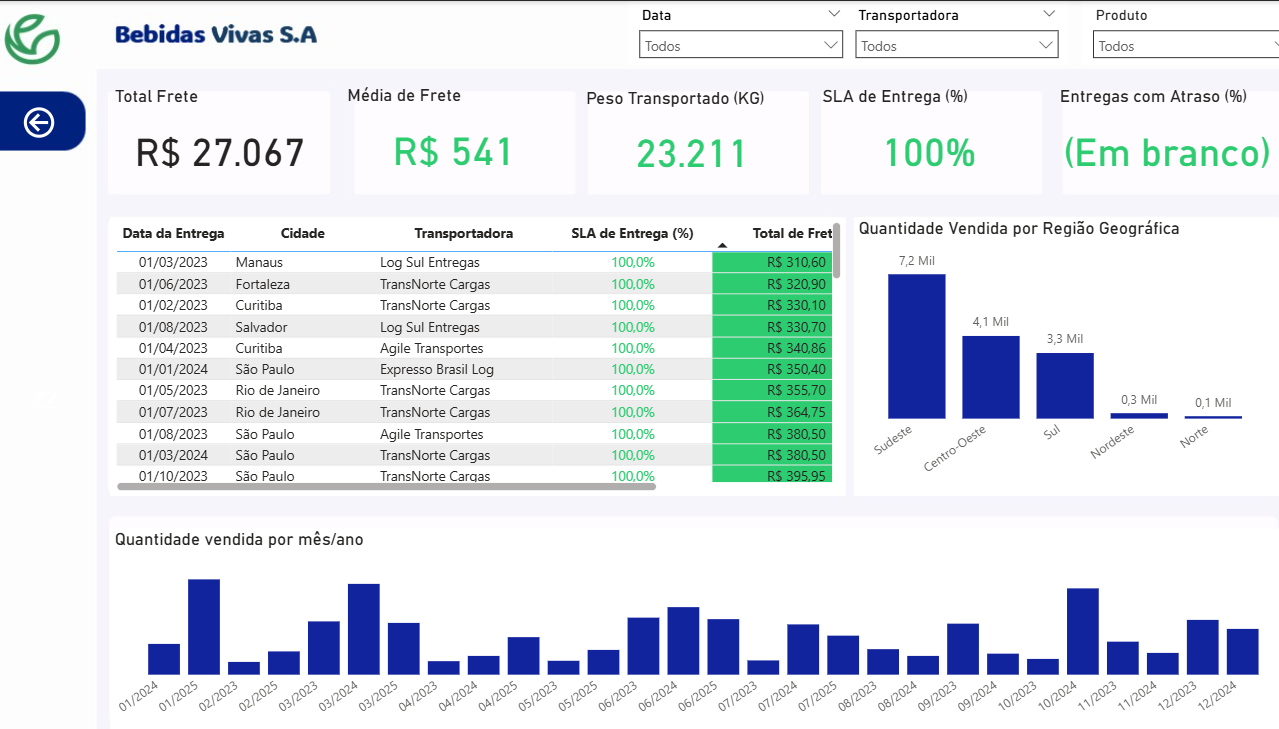 Bebidas Vivas S.A
Data
Todos
Transportadora
Todos
Produto
Todos
Total Frete
R$ 27.067
Média de Frete
R$ 541
Peso Transportado (KG)
23.211
SLA de Entrega (%)
100%
Entregas com Atraso (%)
(Em branco)
Data da Entrega Cidade Transportadora SLA de Entrega (%) Total de Fret
01/03/2023 Manaus Log Sul Entregas 100,0% R$ 310,60
01/06/2023 Fortaleza TransNorte Cargas 100,0% R$ 320,90
01/02/2023 Curitiba TransNorte Cargas 100,0% R$ 330,10
01/08/2023 Salvador Log Sul Entregas 100,0% R$ 330,70
01/04/2023 Curitiba Agile Transportes 100,0% R$ 340,86
01/01/2024 São Paulo Expresso Brasil Log 100,0% R$ 350,40
01/05/2023 Rio de Janeiro TransNorte Cargas 100,0% R$ 355,70
01/07/2023 Rio de Janeiro TransNorte Cargas 100,0% R$ 364,75
01/08/2023 São Paulo Agile Transportes 100,0% R$ 380,50
01/03/2024 São Paulo TransNorte Cargas 100,0% R$ 380,50
01/10/2023 São Paulo TransNorte Cargas 100,0% R$ 395,95
Quantidade Vendida por Região Geográfica
7,2 Mil
4,1 Mil
3,3 Mil
0,3 Mil
0,1 Mil
Sudeste
Centro-Oeste
Sul
Nordeste
Norte
Quantidade vendida por mês/ano
01/2024
01/2025
02/2023
02/2025
03/2023
03/2024
03/2025
04/2023
04/2024
04/2025
05/2023
05/2025
06/2023
06/2024
06/2025
07/2023
07/2024
07/2025
08/2023
08/2024
09/2023
09/2024
10/2023
10/2024
11/2023
11/2024
12/2023
12/2024